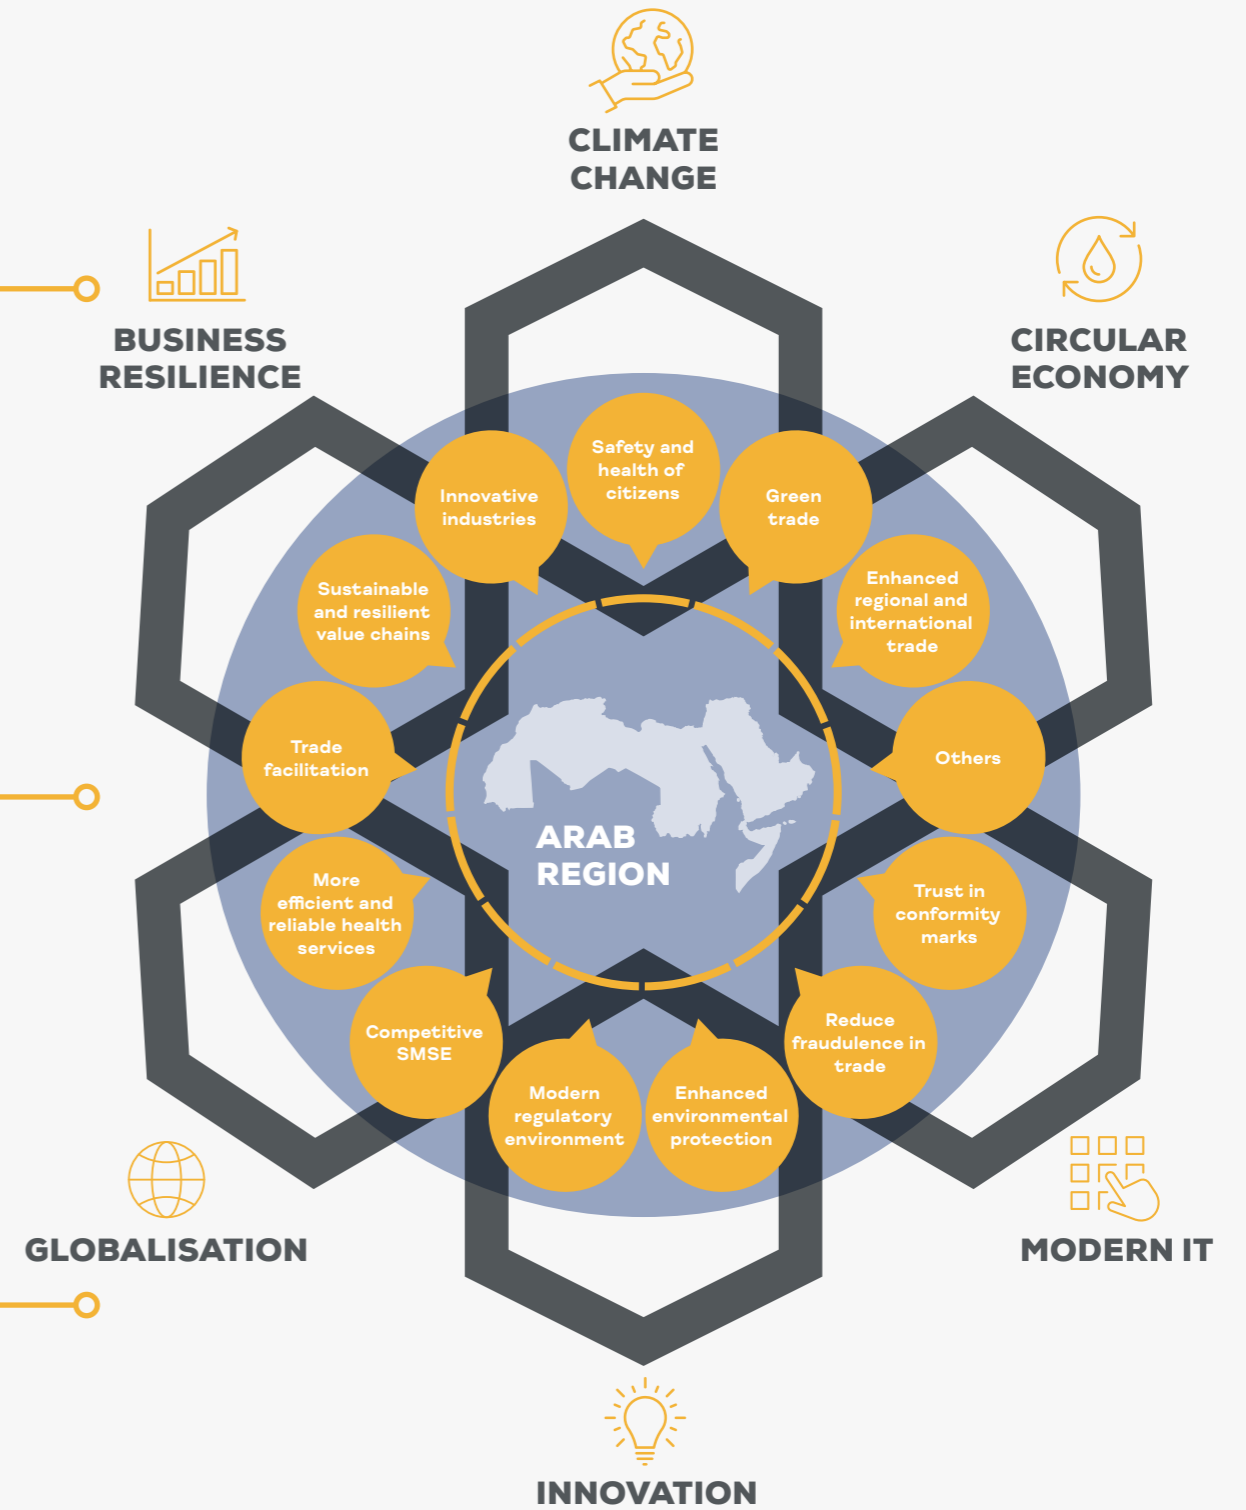 CLIMATE
CHANGE
BUSINESS
RESILIENCE
CIRCULAR
ECONOMY
Safety and
health of
citizens
Innovative
industries
Green
trade
Sustainable
and resilient
value chains
Enhanced
regional and
international
trade
Trade
facilitation
Others
ARAB
REGION
More
efficient and
reliable health
services
Trust in
conformity
marks
Competitive
SMSE
Reduce
fraudulence in
trade
Modern
regulatory
environment
Enhanced
environmental
protection
GLOBALISATION
MODERN IT
INNOVATION